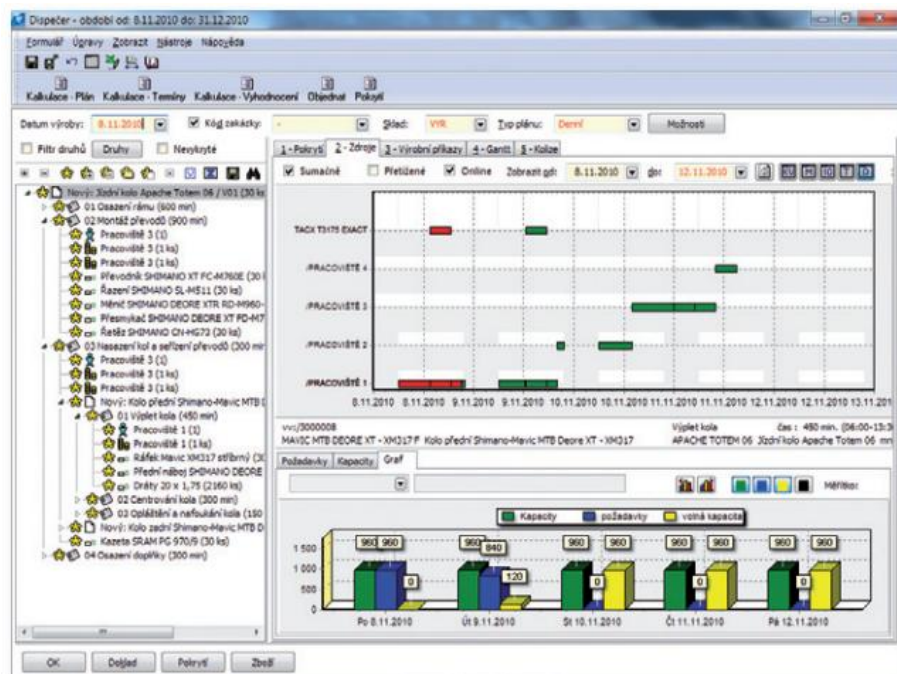 Dispečer - období od: 8.11.2010 do: 31.12.2010
Formulář Úpravy Zobrazit Nástroje Nápověda
Kalkulace - Plán Kalkulace - Termíny Kalkulace - Vyhodnocení Objednat Pokrytí
Datum výroby: 8.11.2010 Kód zakázky: - Sklad: VYR Typ plánu: Denní Možnosti
Filtr druhů Druhy Nevykryté
1 - Pokrytí 2 - Zdroje 3 - Výrobní příkazy 4 - Gantt 5 - Kolize
Sumačně Přetížené Online Zobrazit od: 8.11.2010 do: 12.11.2010
Nový: Jízdní kolo Apache Totem 06 / V01 (30 ks
01 Osazení rámu (600 min)
02 Montáž převodů (900 min)
Pracoviště 3 (1)
Pracoviště 3 (1 ks)
Pracoviště 3 (1 ks)
Převodník SHIMANO XT FC-M760E (30 k
Řazení SHIMANO SL-M511 (30 ks)
Měnič SHIMANO DEORE XTR RD-M960-
Přesmykač SHIMANO DEORE XT FD-M7
Řetěz SHIMANO CN-HG73 (30 ks)
03 Nasazení kol a seřízení převodů (300 min
Pracoviště 3 (1)
Pracoviště 3 (1 ks)
Pracoviště 3 (1 ks)
Nový: Kolo přední Shimano-Mavic MTB D
01 Výplet kola (450 min)
Pracoviště 1 (1)
Pracoviště 1 (1 ks)
Ráfek Mavic XM317 stříbrný (30
Přední náboj SHIMANO DEORE
Dráty 20 x 1,75 (2160 ks)
02 Centrování kola (300 min)
03 Opláštění a nafoukání kola (150
Nový: Kolo zadní Shimano-Mavic MTB D
Kazeta SRAM PG 970/9 (30 ks)
04 Osazení doplňky (300 min)
TACX T3175 EXACT
/PRACOVIŠTĚ 4
/PRACOVIŠTĚ 3
/PRACOVIŠTĚ 2
/PRACOVIŠTĚ 1
8.11.2010 8.11.2010 9.11.2010 9.11.2010 10.11.2010 10.11.2010 11.11.2010 11.11.2010 12.11.2010 12.11.2010 13.11.20
vvc/3000008 Výplet kola čas : 450 min. (06:00-13:3
MAVIC MTB DEORE XT - XM317 F Kolo přední Shimano-Mavic MTB Deore XT - XM317 APACHE TOTEM 06 Jízdní kolo Apache Totem 06
Požadavky Kapacity Graf
Měřítko:
Kapacity požadavky volná kapacita
1 500
1 000
500
0
960 960 0 960 840 120 960 0 960 960 0 960 960 0 960
Po 8.11.2010 Út 9.11.2010 St 10.11.2010 Čt 11.11.2010 Pá 12.11.2010
OK Doklad Pokrytí Zboží